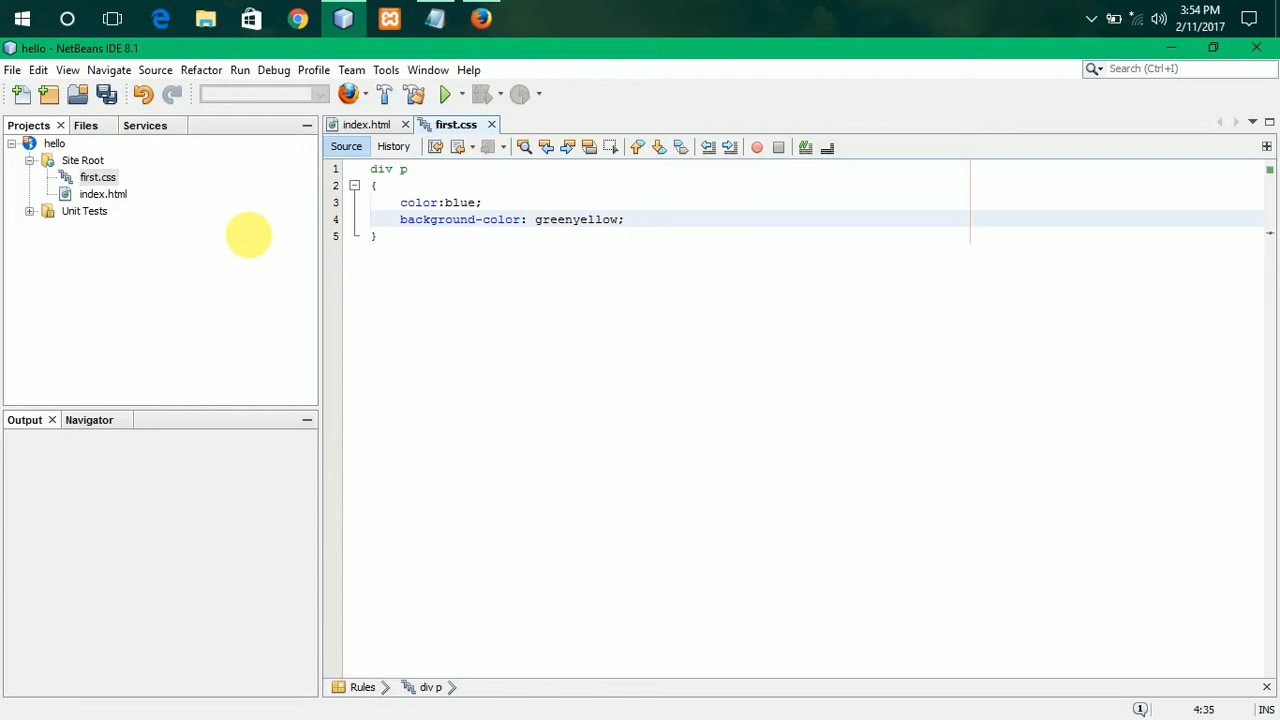 3:54 PM
2/11/2017
hello - NetBeans IDE 8.1
File Edit View Navigate Source Refactor Run Debug Profile Team Tools Window Help
Search (Ctrl+I)
Projects Files Services
index.html first.css
hello
Source History
Site Root
first.css
index.html
Unit Tests
1 div p
2 {
3 color:blue;
4 background-color: greenyellow;
5 }
Output Navigator
Rules div p
4:35 INS